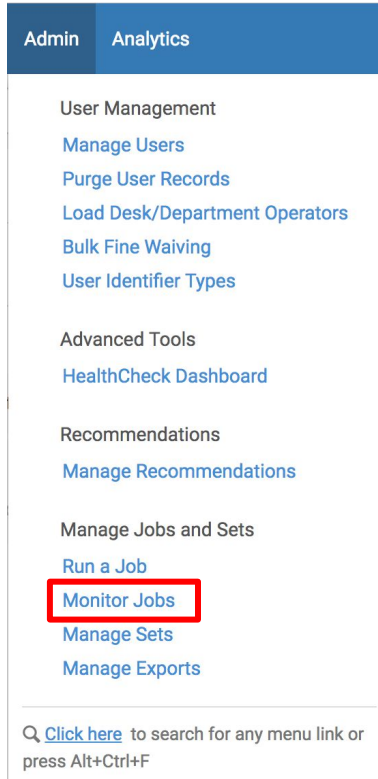 Admin Analytics
User Management
Manage Users
Purge User Records
Load Desk/Department Operators
Bulk Fine Waiving
User Identifier Types
Advanced Tools
HealthCheck Dashboard
Recommendations
Manage Recommendations
Manage Jobs and Sets
Run a Job
Monitor Jobs
Manage Sets
Manage Exports
Click here to search for any menu link or
press Alt+Ctrl+F